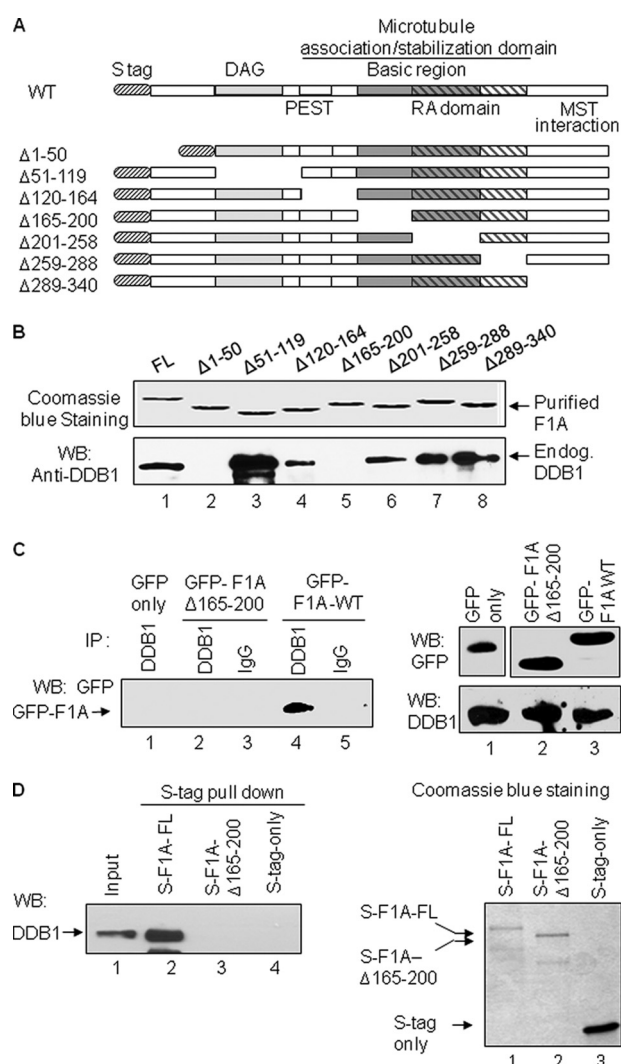 A
Microtubule
association/stabilization domain
S tag
DAG
Basic region
WT
PEST
RA domain
MST
interaction
Δ1-50
Δ51-119
Δ120-164
Δ165-200
Δ201-258
Δ259-288
Δ289-340
B
FL
Δ1-50
Δ51-119
Δ120-164
Δ165-200
Δ201-258
Δ259-288
Δ289-340
Coomassie
blue Staining
Purified
F1A
WB:
Anti-DDB1
Endog.
DDB1
1 2 3 4 5 6 7 8
C
GFP
only
GFP- F1A
Δ165-200
GFP-
F1A-WT
IP :
DDB1
DDB1
IgG
DDB1
IgG
WB: GFP
GFP-F1A
1 2 3 4 5
GFP
only
GFP- F1A
Δ165-200
GFP-
F1AWT
WB:
GFP
WB:
DDB1
1 2 3
D
S-tag pull down
Input
S-F1A- FL
S-F1A-
Δ165-200
S-tag-only
WB:
DDB1
1 2 3 4
Coomassie blue staining
S-F1A- FL
S-F1A-
Δ165-200
S-tag-only
S-F1A-FL
S-F1A–
Δ165-200
S-tag
only
1 2 3